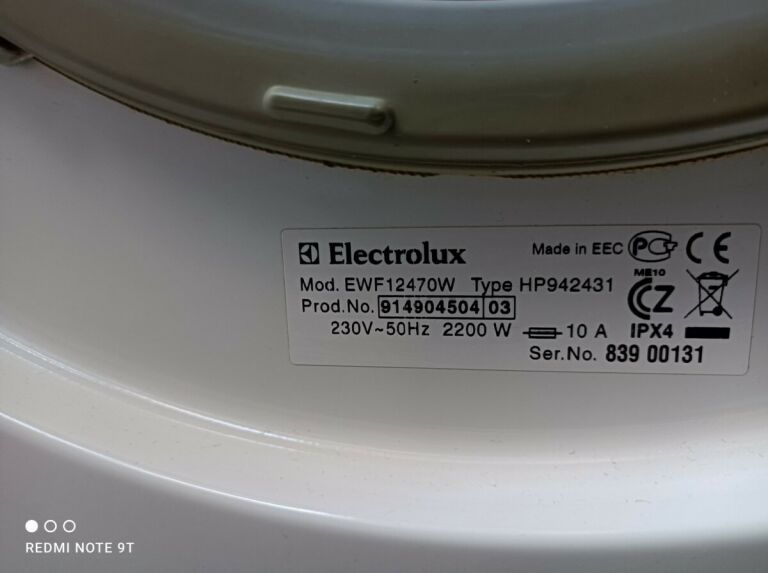 Electrolux Made in EEC
Mod. EWF12470W Type HP942431
ME10
Prod.No. 914904504 03
230V~50Hz 2200 W 10 A IPX4
Ser.No. 839 00131
REDMI NOTE 9T